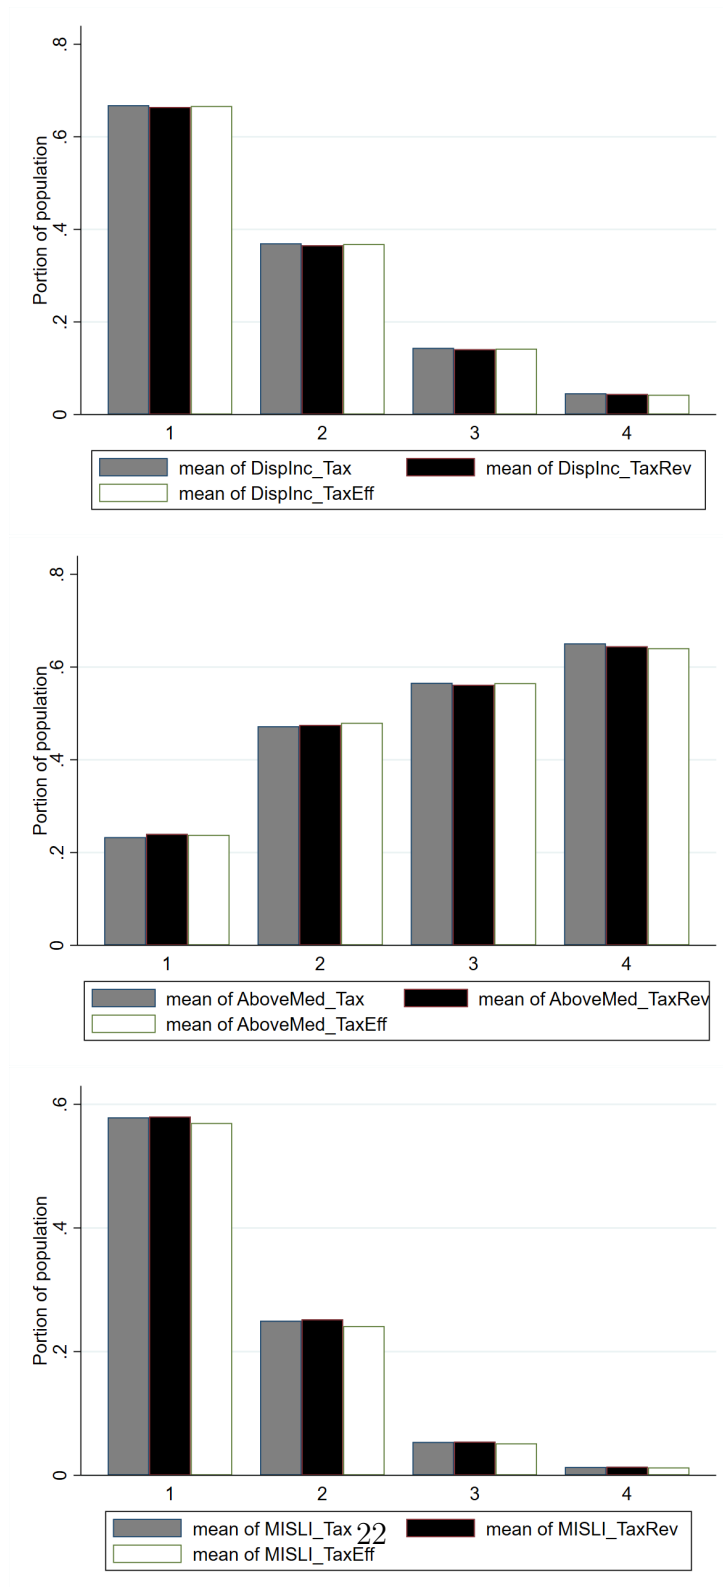 .8
.6
.4
.2
0
Portion of population
1 2 3 4
mean of DispInc_Tax mean of DispInc_TaxRev
mean of DispInc_TaxEff
.8
.6
.4
.2
0
Portion of population
1 2 3 4
mean of AboveMed_Tax mean of AboveMed_TaxRev
mean of AboveMed_TaxEff
.6
.4
.2
0
Portion of population
1 2 3 4
mean of MISLI_Tax mean of MISLI_TaxRev
mean of MISLI_TaxEff
22